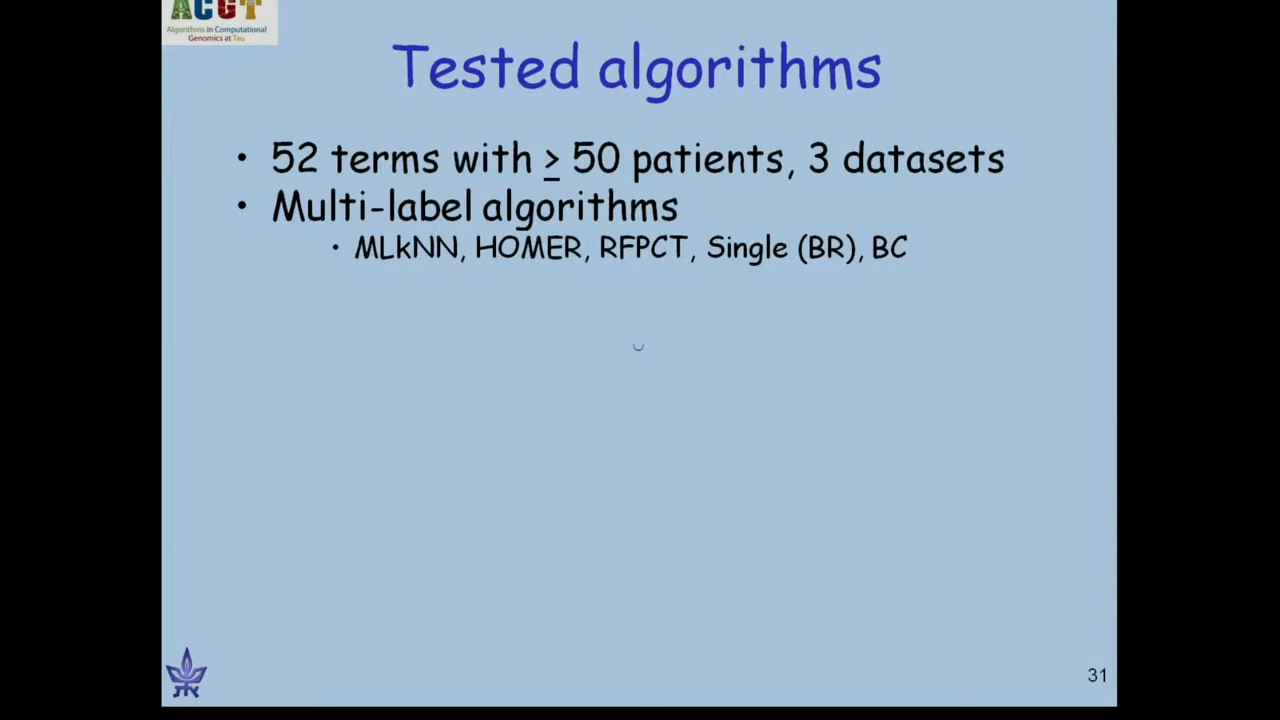 ACGT
Algorithms in Computational
Genomics at Tau
Tested algorithms
• 52 terms with ≥ 50 patients, 3 datasets
• Multi-label algorithms
• MLkNN, HOMER, RFPCT, Single (BR), BC
31